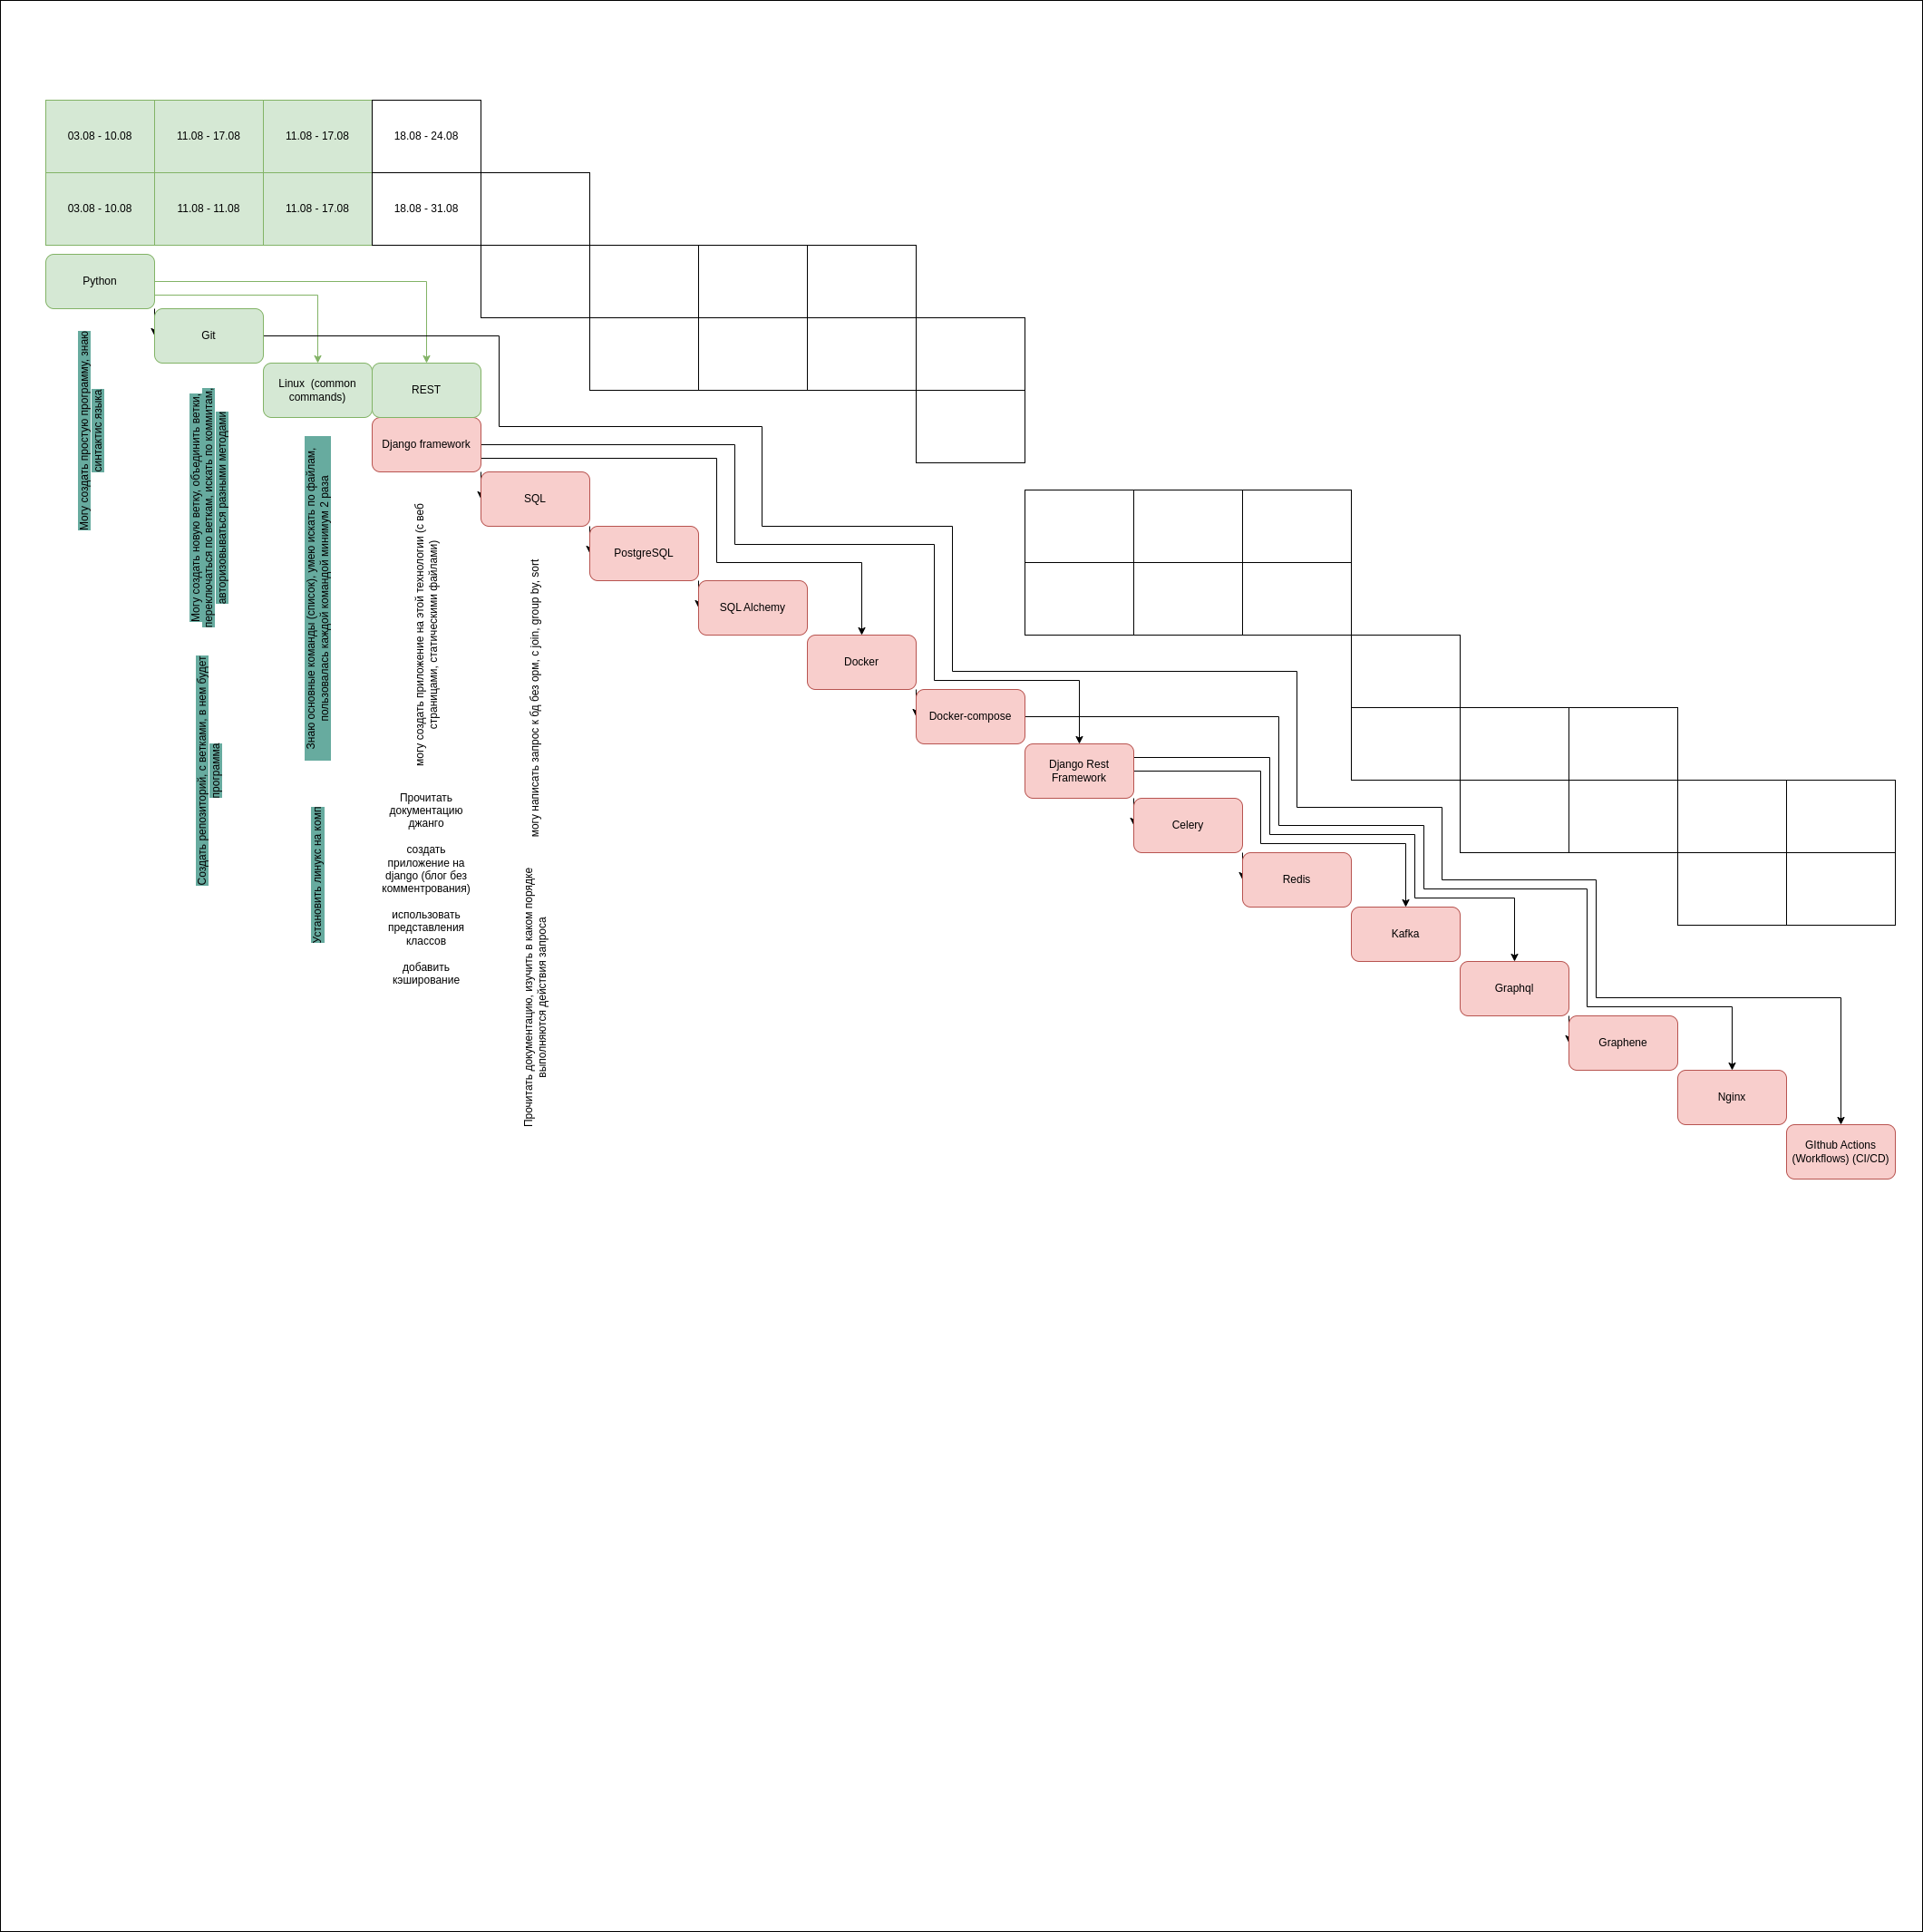 03.08 - 10.08
11.08 - 17.08
11.08 - 17.08
18.08 - 24.08
03.08 - 10.08
11.08 - 11.08
11.08 - 17.08
18.08 - 31.08
Python
Git
Linux (common
commands)
REST
Django framework
SQL
PostgreSQL
SQL Alchemy
Docker
Docker-compose
Django Rest
Framework
Celery
Redis
Kafka
Graphql
Graphene
Nginx
GIthub Actions
(Workflows) (CI/CD)
Могу создать простую программу, знаю
синтактис языка
Могу создать новую ветку, объединить ветки,
переключаться по веткам, искать по коммитам,
авторизовываться разными методами
Создать репозиторий, с ветками, в нем будет
программа
Знаю основные команды (список), умею искать по файлам,
пользовалась каждой командой минимум 2 раза
Установить линукс на комп
могу создать приложение на этой технологии (с веб
страницами, статическими файлами)
Прочитать
документацию
джанго
создать
приложение на
django (блог без
комментрования)
использовать
представления
классов
добавить
кэширование
могу написать запрос к бд без орм, с join, group by, sort
Прочитать документацию, изучить в каком порядке
выполняются действия запроса